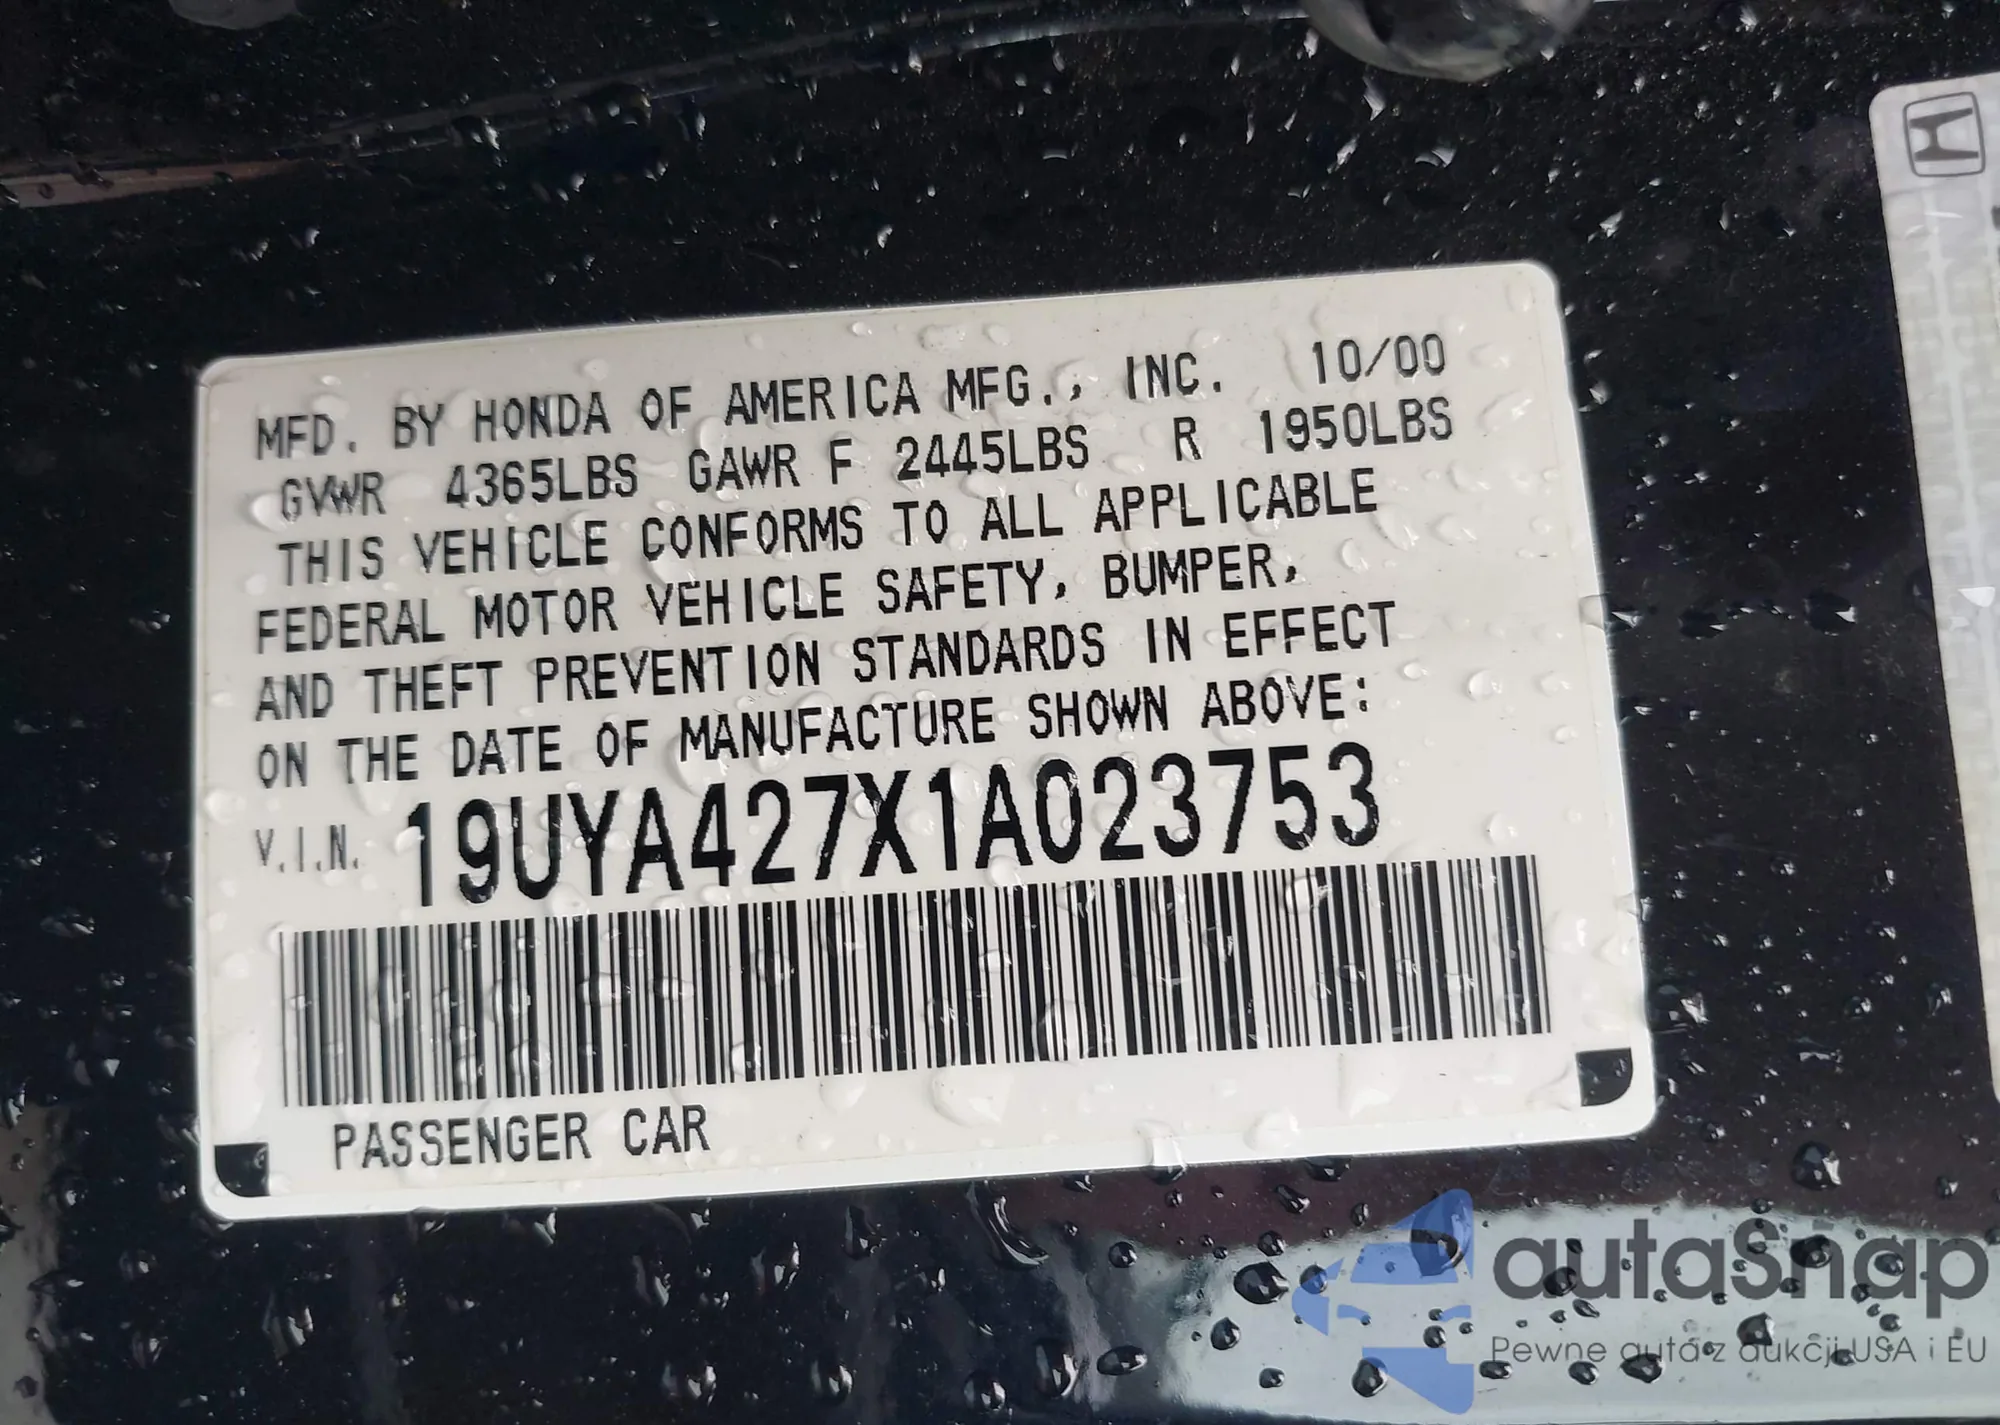 MFD. BY HONDA OF AMERICA MFG., INC. 10/00
GVWR 4365LBS GAWR F 2445LBS R 1950LBS
THIS VEHICLE CONFORMS TO ALL APPLICABLE
FEDERAL MOTOR VEHICLE SAFETY, BUMPER,
AND THEFT PREVENTION STANDARDS IN EFFECT
ON THE DATE OF MANUFACTURE SHOWN ABOVE:
V.I.N. 19UYA427X1A023753
PASSENGER CAR
autaSnap
Pewne auta z aukcji USA i EU